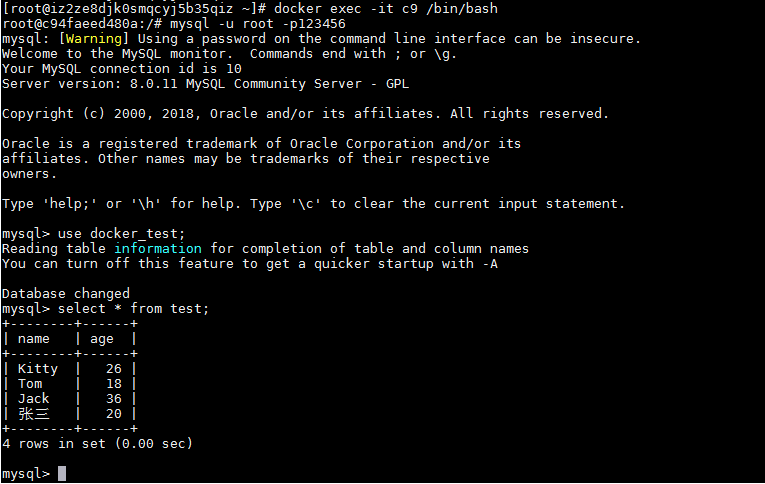 [root@iz2ze8djk0smqcyj5b35qiz ~]# docker exec -it c9 /bin/bash
root@c94faeed480a:/# mysql -u root -p123456
mysql: [Warning] Using a password on the command line interface can be insecure.
Welcome to the MySQL monitor.  Commands end with ; or \g.
Your MySQL connection id is 10
Server version: 8.0.11 MySQL Community Server - GPL

Copyright (c) 2000, 2018, Oracle and/or its affiliates. All rights reserved.

Oracle is a registered trademark of Oracle Corporation and/or its
affiliates. Other names may be trademarks of their respective
owners.

Type 'help;' or '\h' for help. Type '\c' to clear the current input statement.

mysql> use docker_test;
Reading table information for completion of table and column names
You can turn off this feature to get a quicker startup with -A

Database changed
mysql> select * from test;
+--------+------+
| name   | age  |
+--------+------+
| Kitty  |   26 |
| Tom    |   18 |
| Jack   |   36 |
| 张三   |   20 |
+--------+------+
4 rows in set (0.00 sec)

mysql>